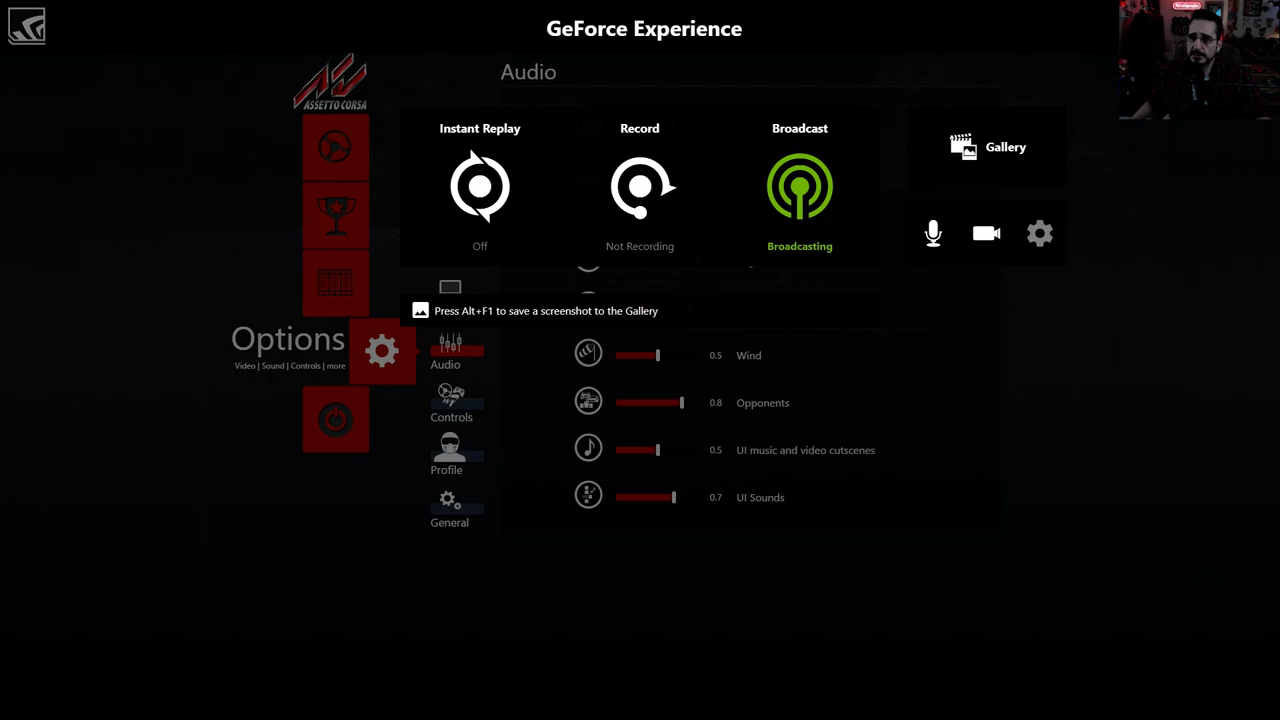 GeForce Experience
ASSETTO CORSA
Audio
Instant Replay
Record
Broadcast
Gallery
Off
Not Recording
Broadcasting
Press Alt+F1 to save a screenshot to the Gallery
Options
Video | Sound | Controls | more
Audio
Controls
Profile
General
0.5 Wind
0.8 Opponents
0.5 UI music and video cutscenes
0.7 UI Sounds